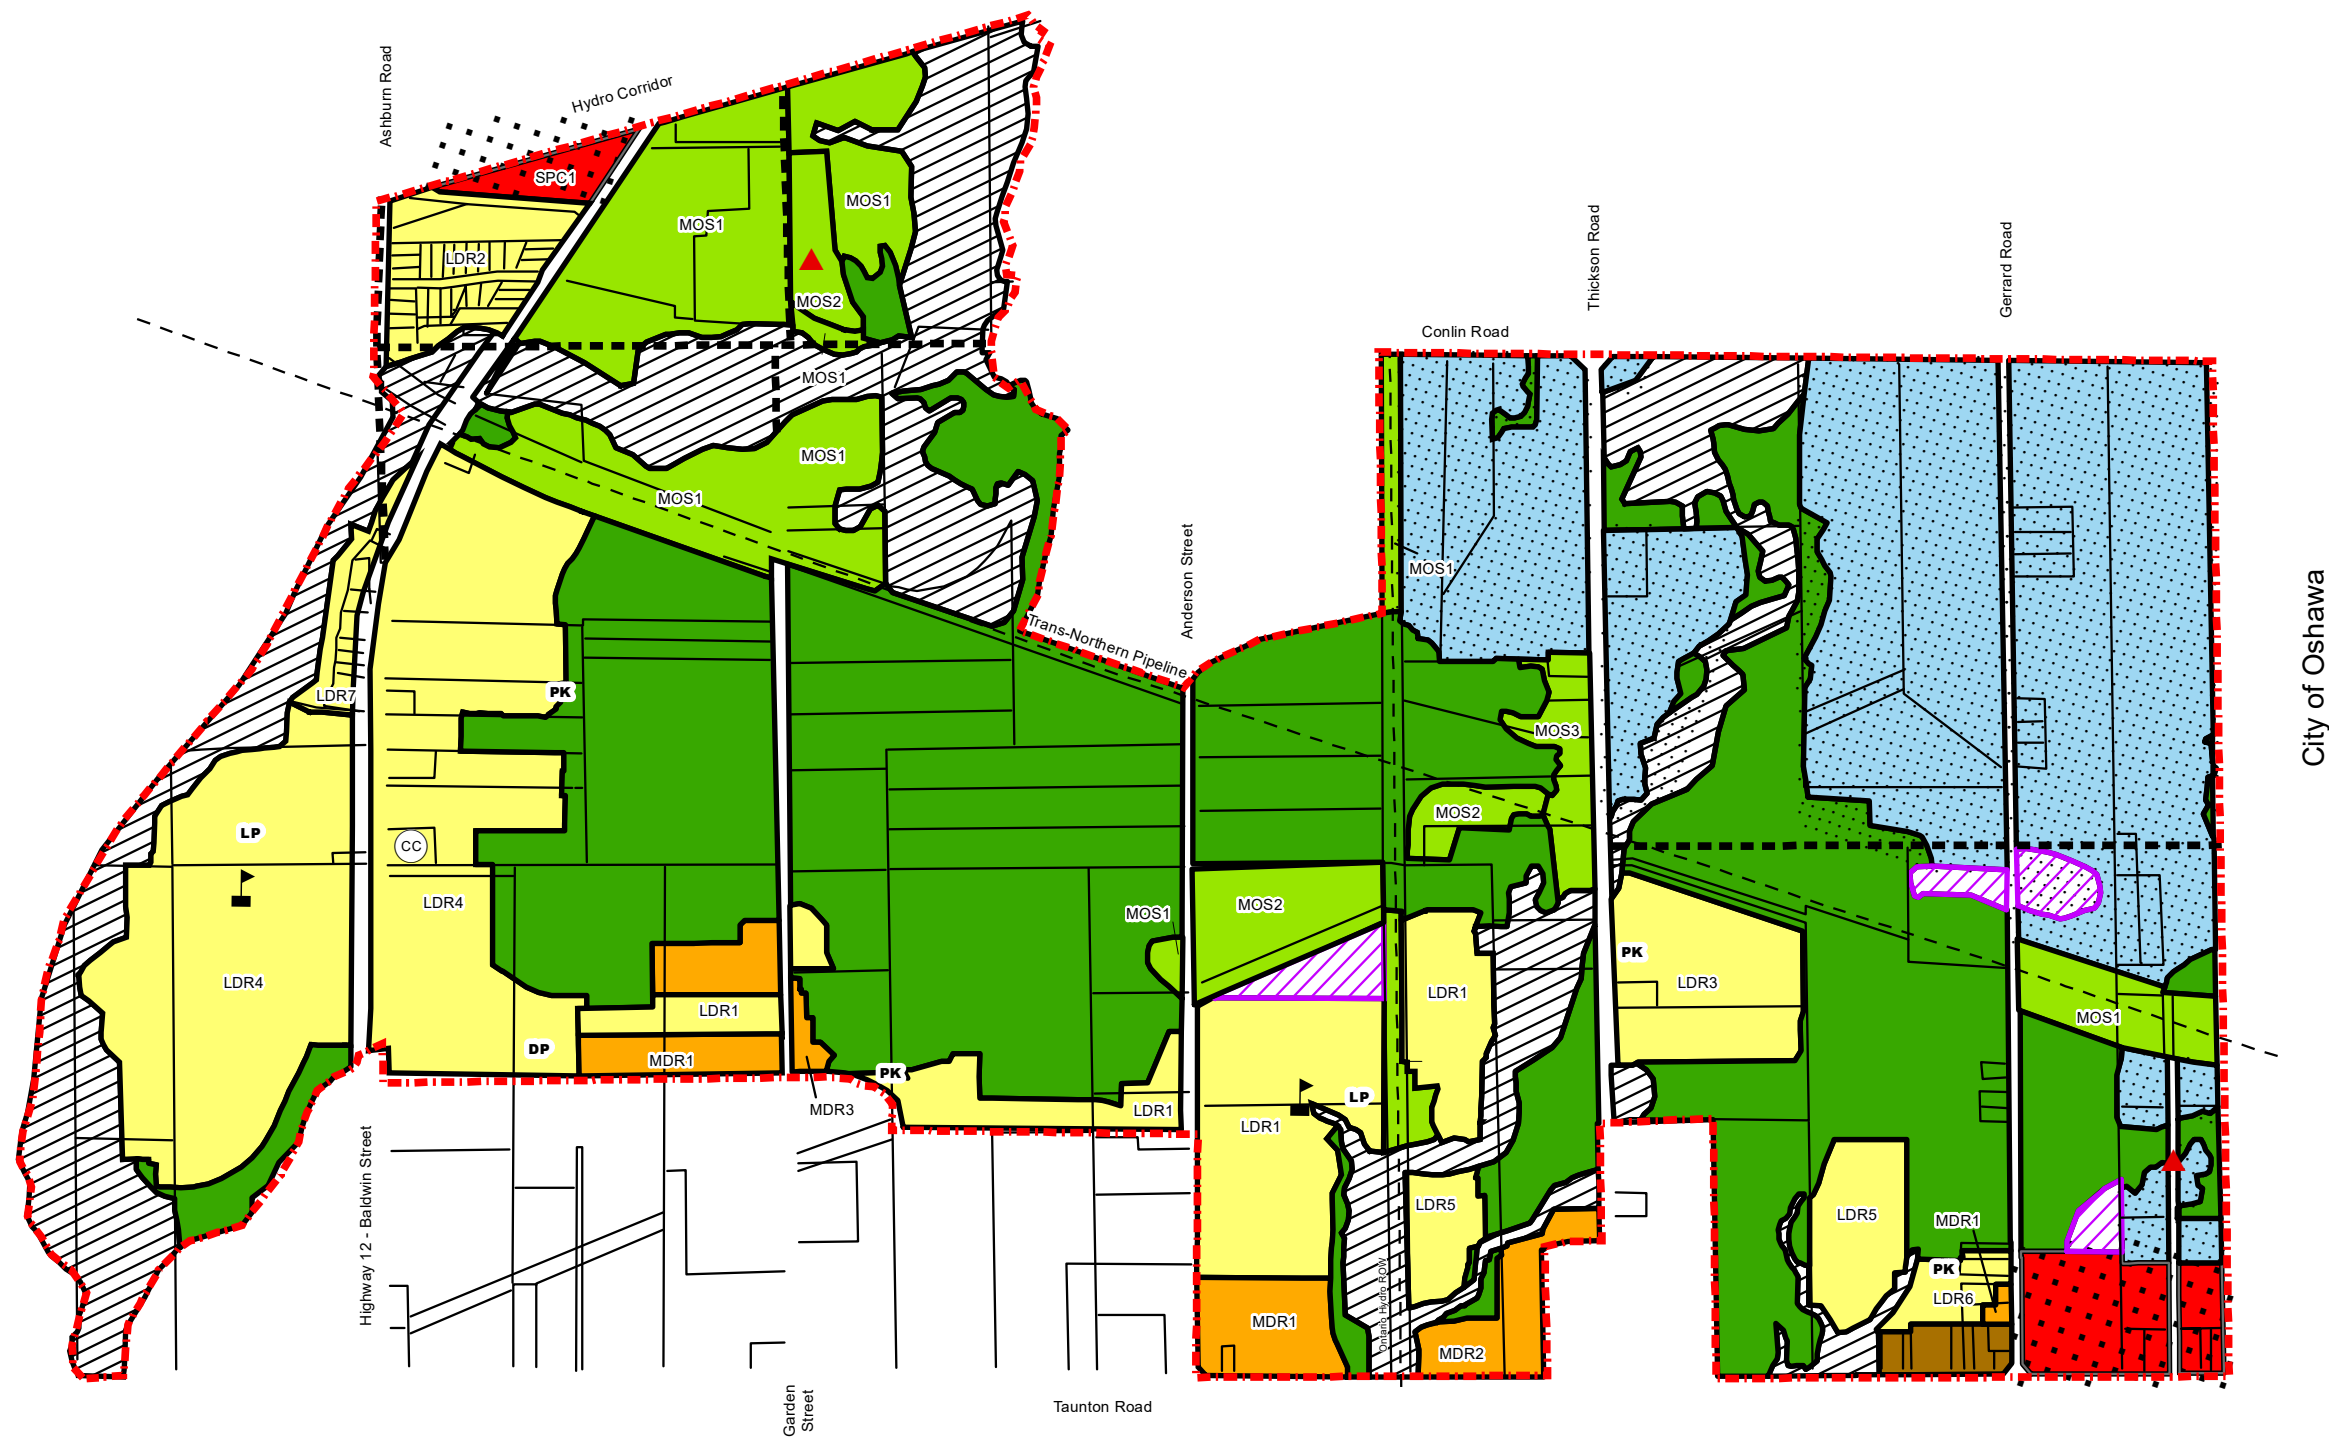 Hydro Corridor
Ashburn Road
SPC1
MOS1
MOS1
LDR2
MOS2
Thickson Road
Gerrard Road
Conlin Road
MOS1
MOS1
MOS1
MOS1
Anderson Street
City of Oshawa
Trans-Northern Pipeline
LDR7
PK
MOS3
MOS2
LP
CC
LDR4
MOS2
MOS1
PK
LDR4
LDR1
LDR3
LDR1
MOS1
DP
MDR1
PK
LP
MDR3
LDR1
LDR1
LDR5
LDR5
MDR1
Highway 12 - Baldwin Street
Ontario Hydro ROW
PK
LDR6
MDR1
MDR2
Garden
Street
Taunton Road